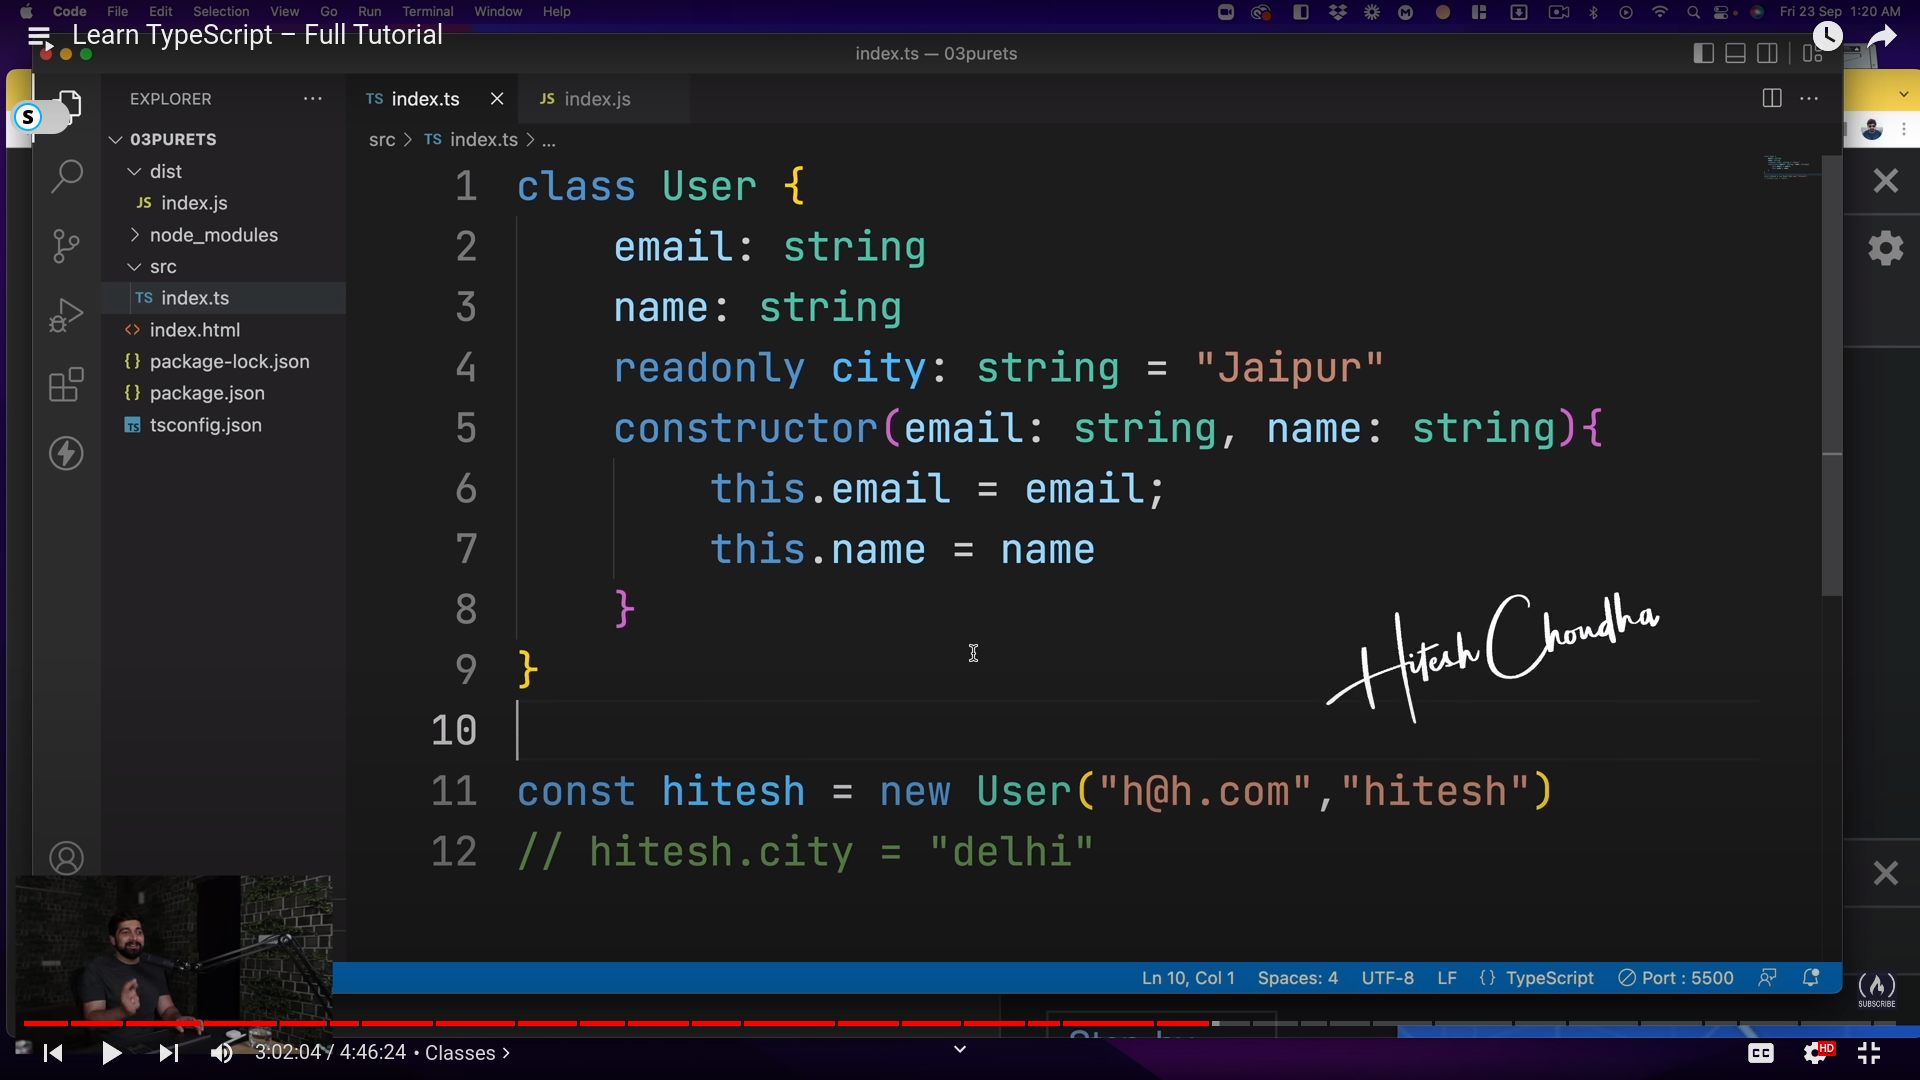 Code File Edit Selection View Go Run Terminal Window Help
Fri 23 Sep 1:20 AM
Learn TypeScript – Full Tutorial
index.ts — 03purets
S
EXPLORER
03PURETS
dist
JS index.js
node_modules
src
TS index.ts
index.html
{} package-lock.json
{} package.json
TS tsconfig.json
TS index.ts
JS index.js
src > TS index.ts > ...
1 class User {
2 email: string
3 name: string
4 readonly city: string = "Jaipur"
5 constructor(email: string, name: string){
6 this.email = email;
7 this.name = name
8 }
9 }
10
11 const hitesh = new User("h@h.com","hitesh")
12 // hitesh.city = "delhi"
Hitesh Choudha
Ln 10, Col 1 Spaces: 4 UTF-8 LF {} TypeScript Port : 5500
SUBSCRIBE
3:02:04 / 4:46:24 • Classes >
CC
HD